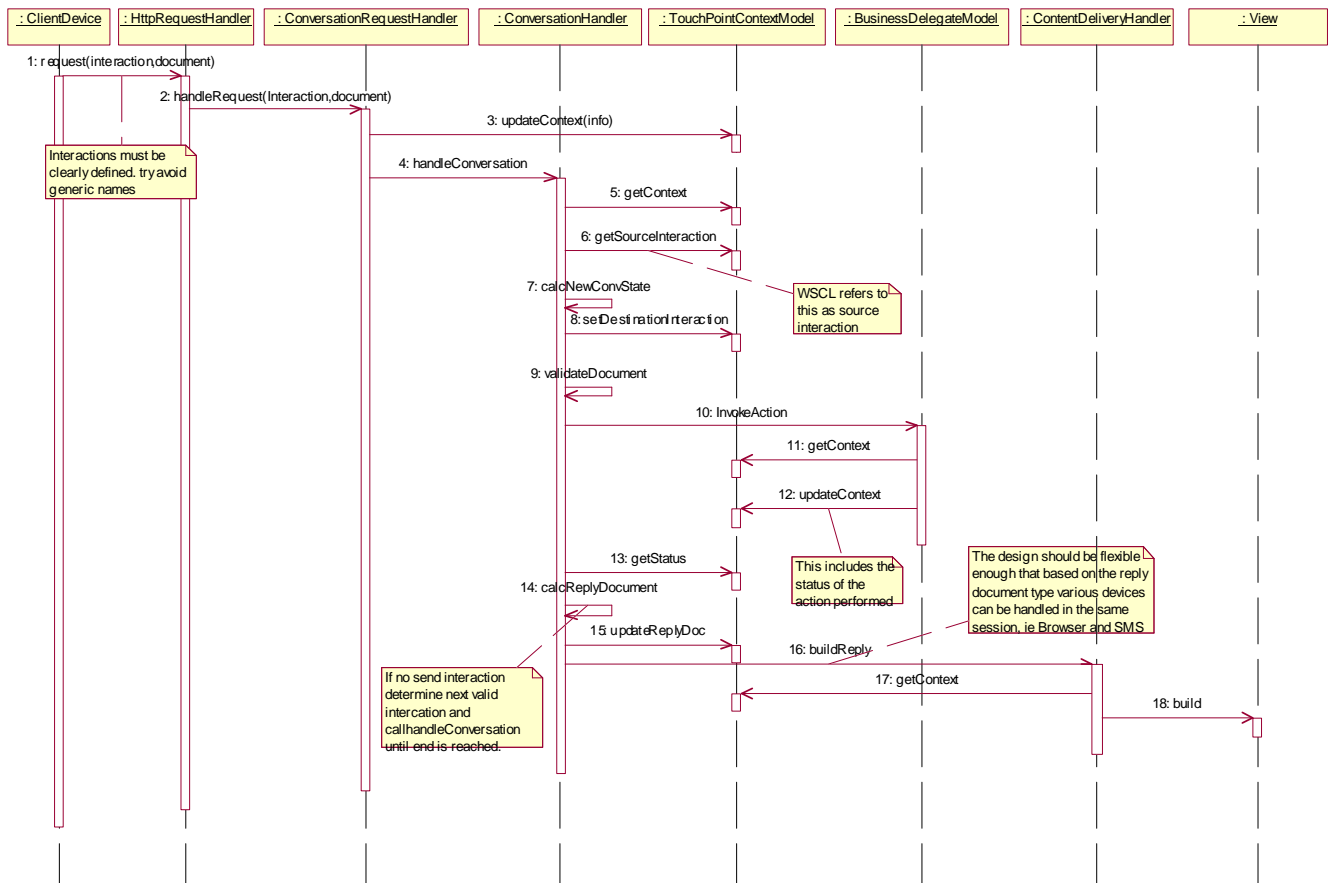 : ClientDevice
: HttpRequestHandler
: ConversationRequestHandler
: ConversationHandler
: TouchPointContextModel
: BusinessDelegateModel
: ContentDeliveryHandler
: View
1: request(interaction,document)
2: handleRequest(Interaction,document)
3: updateContext(info)
Interactions must be
clearly defined. try avoid
generic names
4: handleConversation
5: getContext
6: getSourceInteraction
7: calcNewConvState
WSCL refers to
this as source
interaction
8: setDestinationInteraction
9: validateDocument
10: InvokeAction
11: getContext
12: updateContext
13: getStatus
This includes the
status of the
action performed
The design should be flexible
enough that based on the reply
document type various devices
can be handled in the same
session, ie Browser and SMS
14: calcReplyDocument
15: updateReplyDoc
16: buildReply
If no send interaction
determine next valid
intercation and
callhandleConversation
until end is reached.
17: getContext
18: build